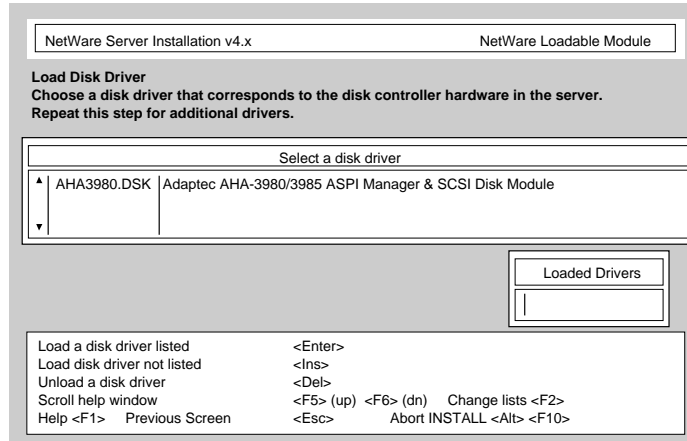 NetWare Server Installation v4.x NetWare Loadable Module
Load Disk Driver
Choose a disk driver that corresponds to the disk controller hardware in the server.
Repeat this step for additional drivers.
Select a disk driver
AHA3980.DSK Adaptec AHA-3980/3985 ASPI Manager & SCSI Disk Module
Loaded Drivers
Load a disk driver listed <Enter>
Load disk driver not listed <Ins>
Unload a disk driver <Del>
Scroll help window <F5> (up) <F6> (dn) Change lists <F2>
Help <F1> Previous Screen <Esc> Abort INSTALL <Alt> <F10>